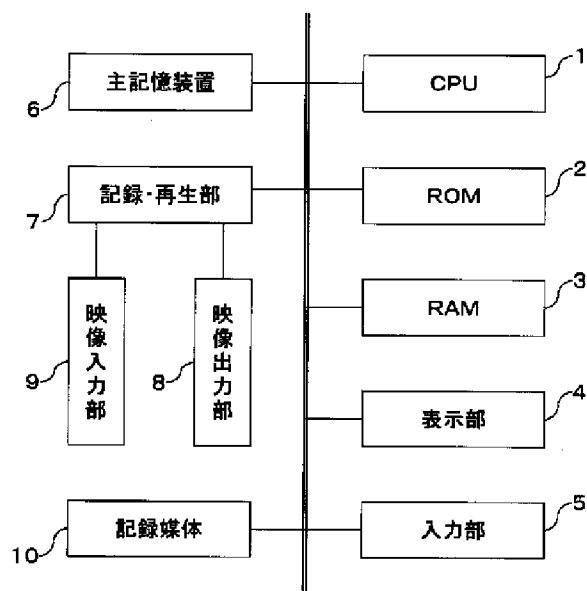 主記憶装置
6
CPU
1
記録・再生部
7
ROM
2
映像入力部
9
映像出力部
8
RAM
3
表示部
4
記録媒体
10
入力部
5